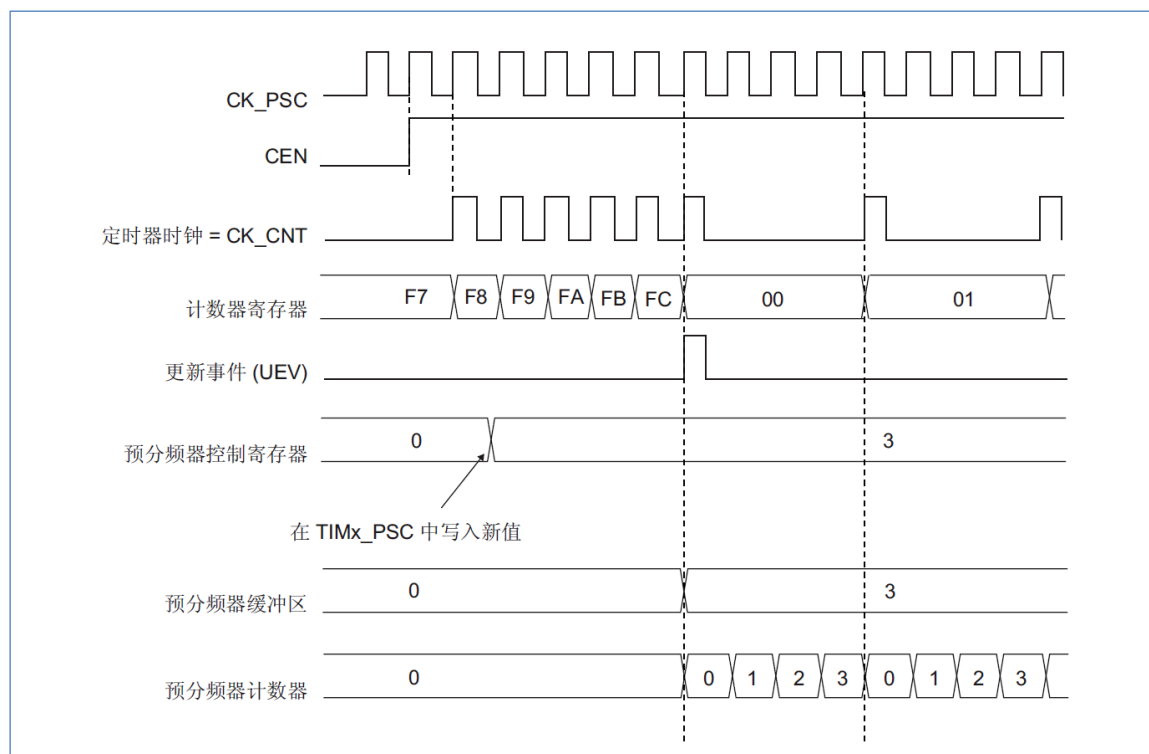 CK_PSC
CEN
定时器时钟 = CK_CNT
计数器寄存器 F7 F8 F9 FA FB FC 00 01
更新事件 (UEV)
预分频器控制寄存器 0 3
在 TIMx_PSC 中写入新值
预分频器缓冲区 0 3
预分频器计数器 0 0 1 2 3 0 1 2 3